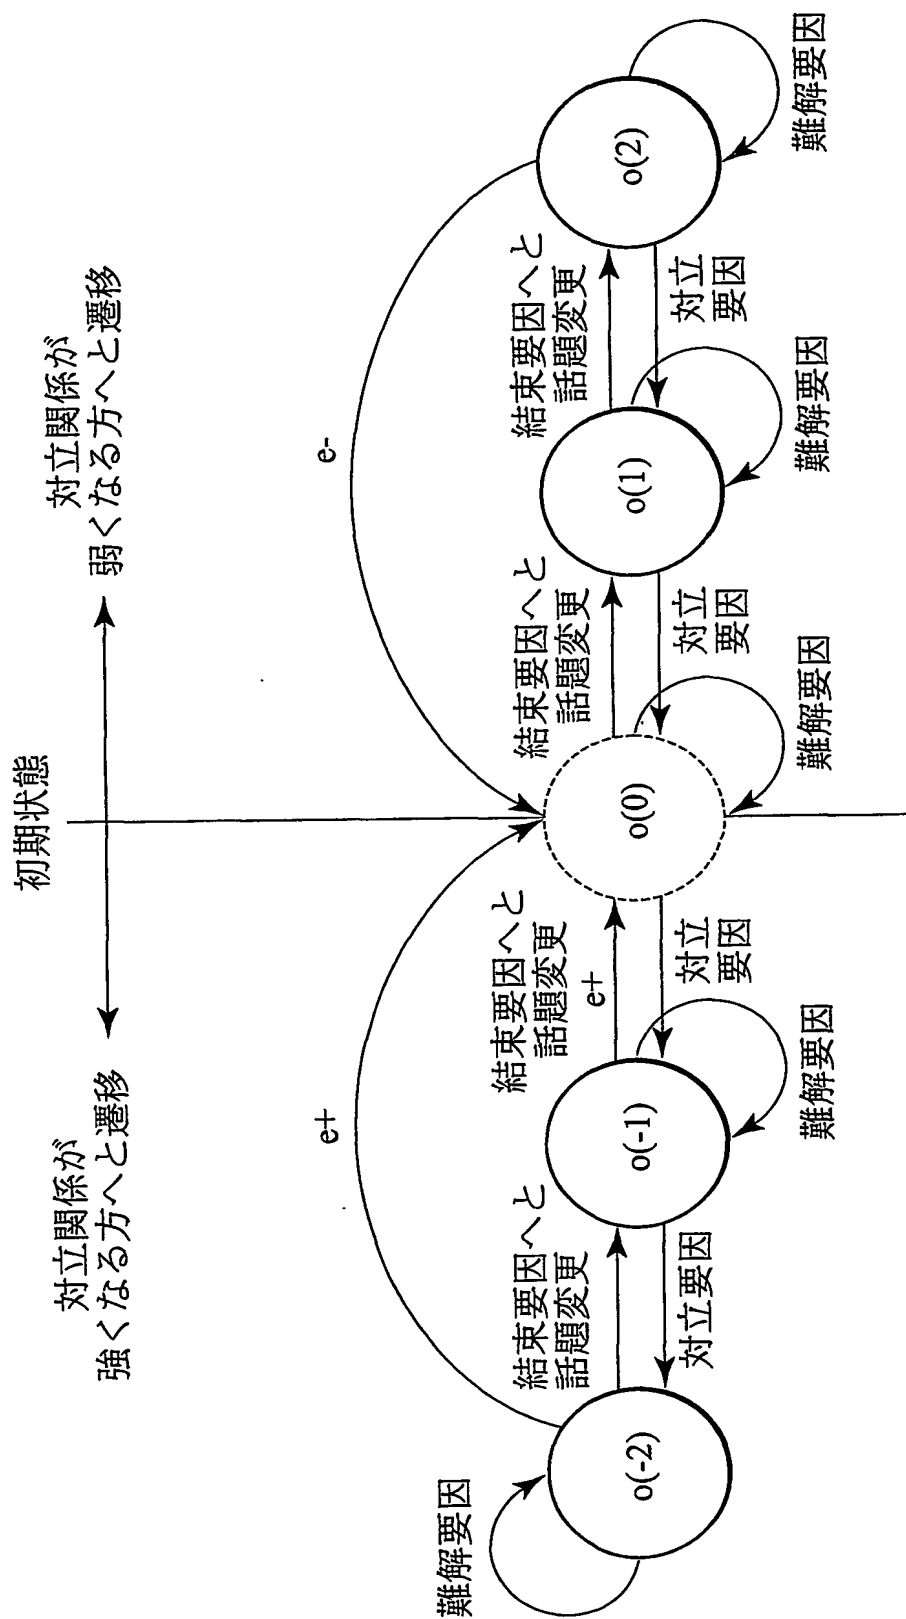 初期状態
対立関係が
強くなる方へと遷移
対立関係が
弱くなる方へと遷移
e+
e-
難解要因
結束要因へと
話題変更
結束要因へと
話題変更
e+
結束要因へと
話題変更
結束要因へと
話題変更
o(-2)
o(-1)
o(0)
o(1)
o(2)
対立要因
対立
要因
対立
要因
対立
要因
難解要因
難解要因
難解要因
難解要因